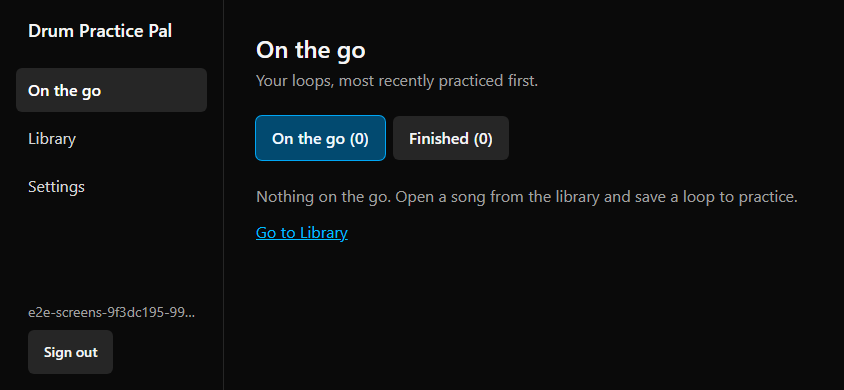 Drum Practice Pal
On the go
Library
Settings
e2e-screens-9f3dc195-99...
Sign out
On the go
Your loops, most recently practiced first.
On the go (0)
Finished (0)
Nothing on the go. Open a song from the library and save a loop to practice.
Go to Library